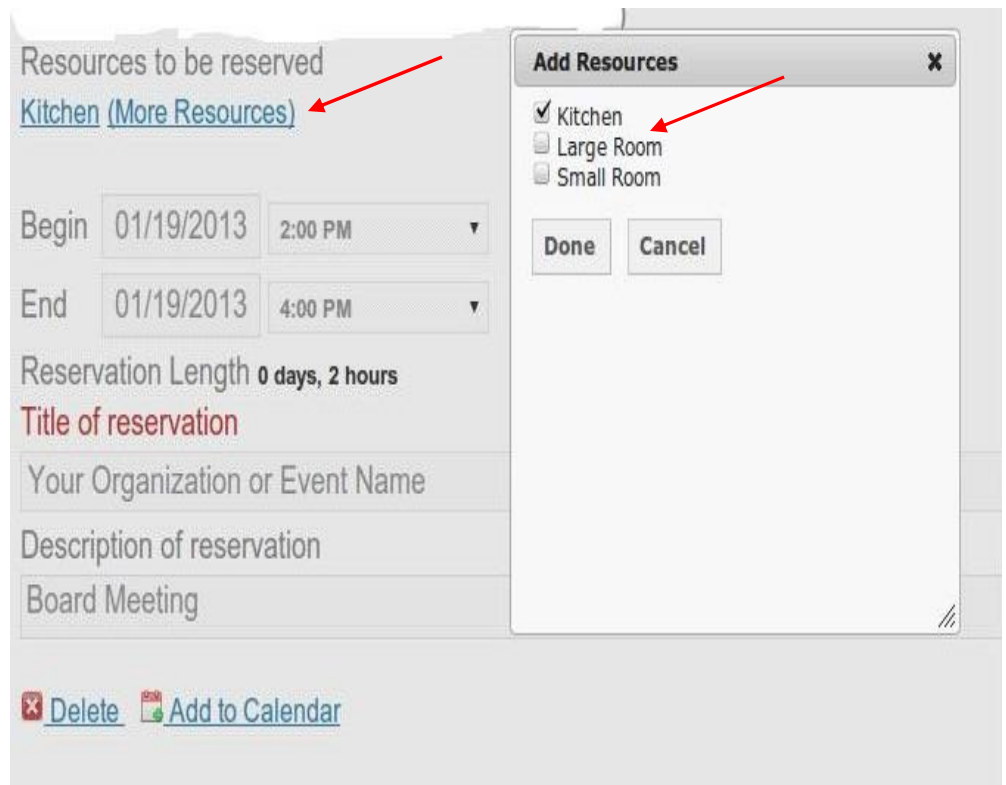 Resources to be reserved
Kitchen (More Resources)
Begin 01/19/2013 2:00 PM
End 01/19/2013 4:00 PM
Reservation Length 0 days, 2 hours
Title of reservation
Your Organization or Event Name
Description of reservation
Board Meeting
Delete Add to Calendar
Add Resources
Kitchen
Large Room
Small Room
Done Cancel